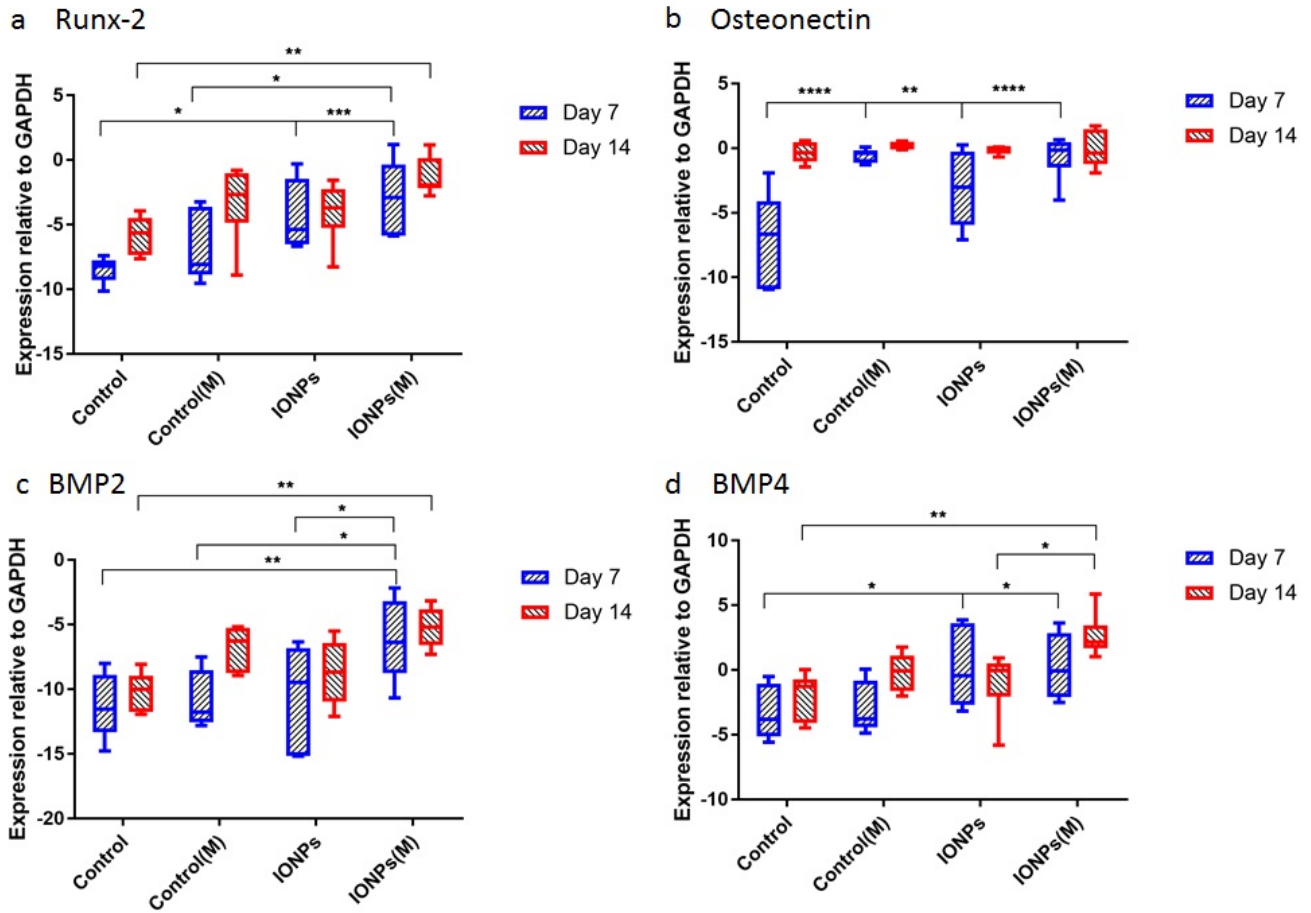 a Runx-2
**
*
* ***
Expression relative to GAPDH
5
0
-5
-10
-15
Control
Control(M)
IONPs
IONPs(M)
Day 7
Day 14
b Osteonectin
**** ** ****
Expression relative to GAPDH
5
0
-5
-10
-15
Control
Control(M)
IONPs
IONPs(M)
Day 7
Day 14
c BMP2
**
*
*
**
Expression relative to GAPDH
0
-5
-10
-15
-20
Control
Control(M)
IONPs
IONPs(M)
Day 7
Day 14
d BMP4
**
*
* *
Expression relative to GAPDH
10
5
0
-5
-10
Control
Control(M)
IONPs
IONPs(M)
Day 7
Day 14